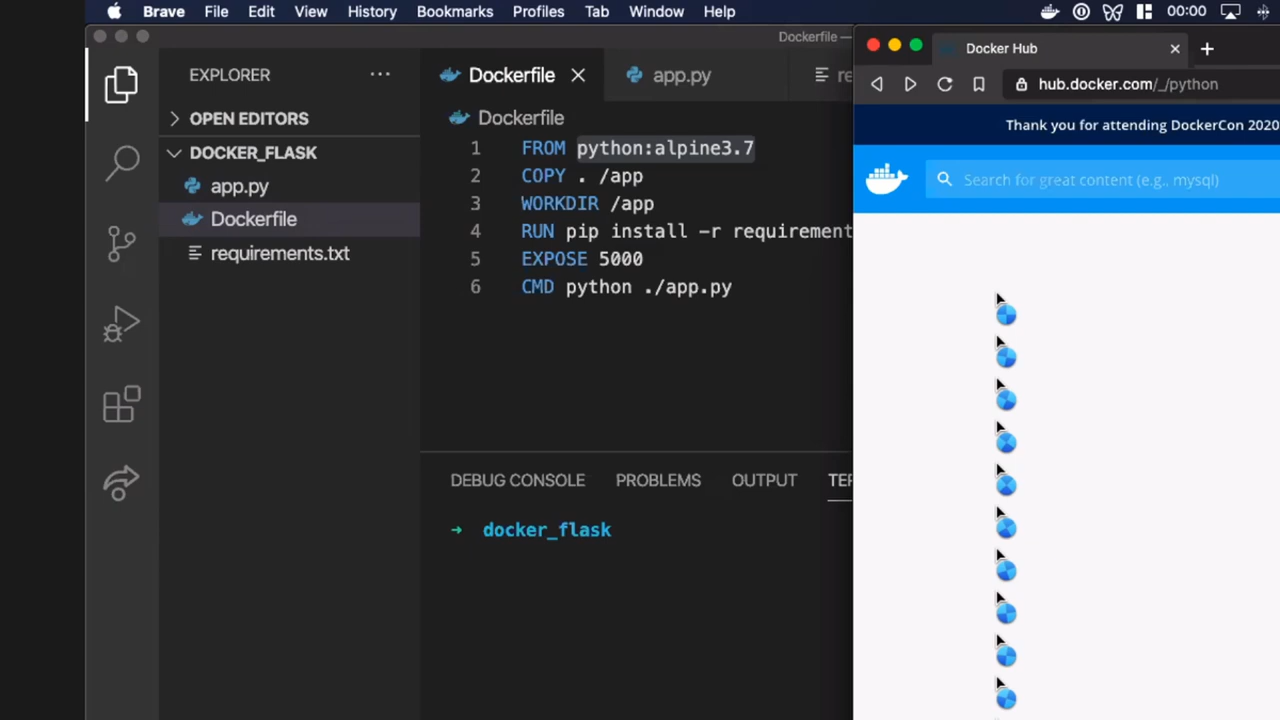 Brave File Edit View History Bookmarks Profiles Tab Window Help 00:00
Dockerfile —
EXPLORER
OPEN EDITORS
DOCKER_FLASK
app.py
Dockerfile
requirements.txt
Dockerfile app.py re
Dockerfile
1 FROM python:alpine3.7
2 COPY . /app
3 WORKDIR /app
4 RUN pip install -r requirement
5 EXPOSE 5000
6 CMD python ./app.py
DEBUG CONSOLE PROBLEMS OUTPUT TER
→ docker_flask
Docker Hub
hub.docker.com/_/python
Thank you for attending DockerCon 2020
Search for great content (e.g., mysql)